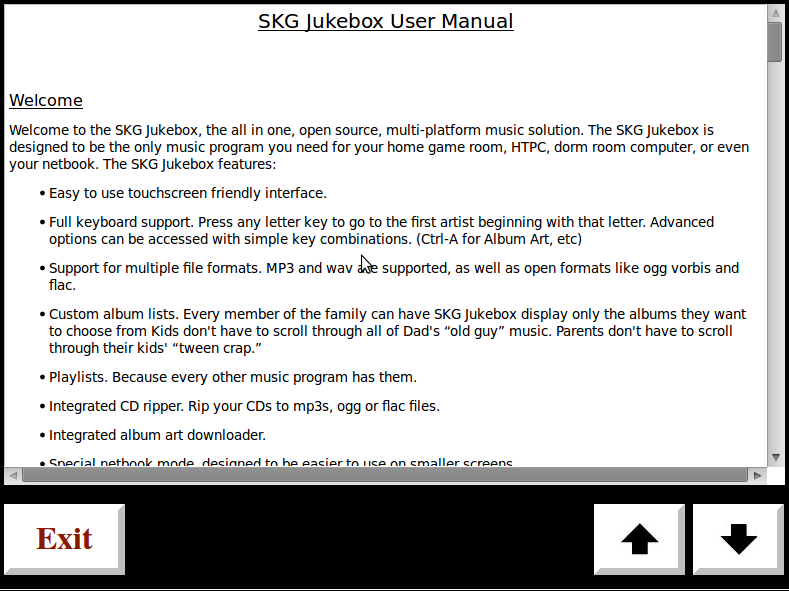 SKG Jukebox User Manual
Welcome
Welcome to the SKG Jukebox, the all in one, open source, multi-platform music solution. The SKG Jukebox is
designed to be the only music program you need for your home game room, HTPC, dorm room computer, or even
your netbook. The SKG Jukebox features:
• Easy to use touchscreen friendly interface.
• Full keyboard support. Press any letter key to go to the first artist beginning with that letter. Advanced
options can be accessed with simple key combinations. (Ctrl-A for Album Art, etc)
• Support for multiple file formats. MP3 and wav are supported, as well as open formats like ogg vorbis and
flac.
• Custom album lists. Every member of the family can have SKG Jukebox display only the albums they want
to choose from Kids don't have to scroll through all of Dad's “old guy” music. Parents don't have to scroll
through their kids' “tween crap.”
• Playlists. Because every other music program has them.
• Integrated CD ripper. Rip your CDs to mp3s, ogg or flac files.
• Integrated album art downloader.
• Special netbook mode, designed to be easier to use on smaller screens.
Exit